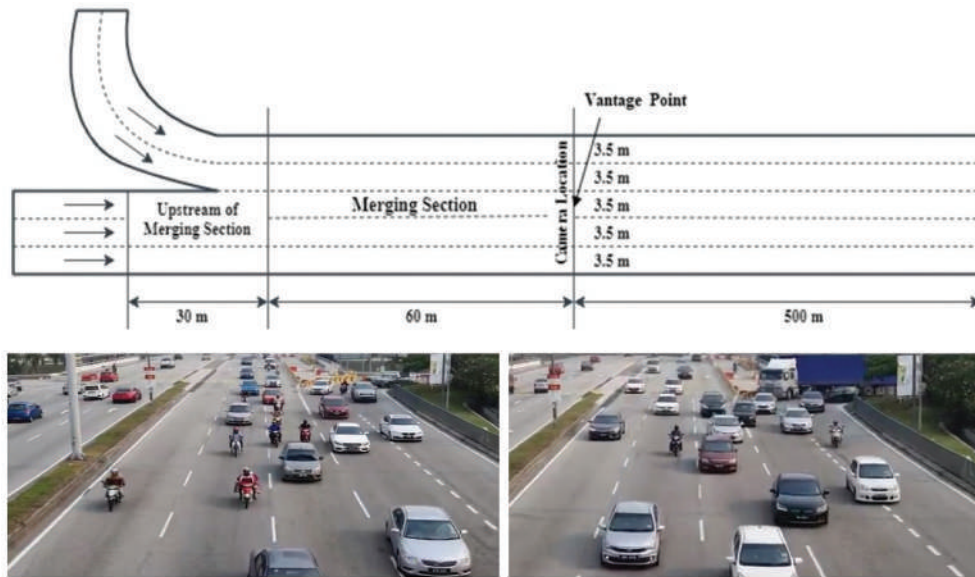 Vantage Point
3.5 m
3.5 m
3.5 m
3.5 m
3.5 m
Camera Location
Upstream of
Merging Section
Merging Section
30 m
60 m
500 m